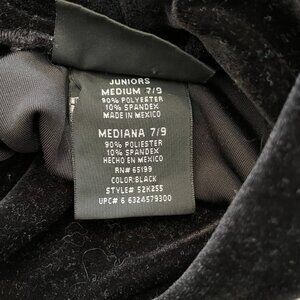 JUNIORS
MEDIUM 7/9
90% POLYESTER
10% SPANDEX
MADE IN MEXICO
MEDIANA 7/9
90% POLIESTER
10% SPANDEX
HECHO EN MEXICO
RN# 65199
COLOR:BLACK
STYLE# 52K255
UPC# 6 6324579300